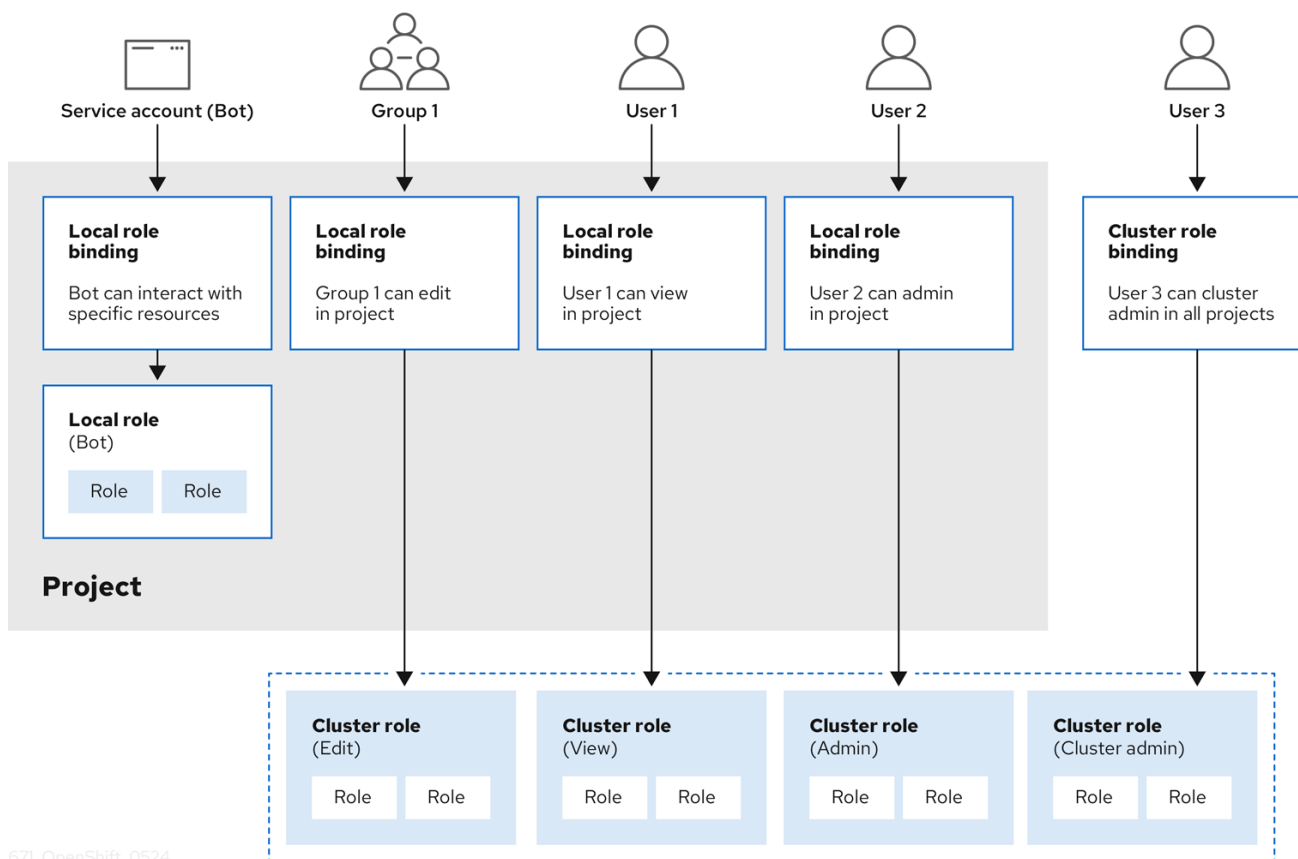 Service account (Bot)
Group 1
User 1
User 2
User 3
Local role
binding
Bot can interact with
specific resources
Local role
binding
Group 1 can edit
in project
Local role
binding
User 1 can view
in project
Local role
binding
User 2 can admin
in project
Cluster role
binding
User 3 can cluster
admin in all projects
Local role
(Bot)
Role
Role
Project
Cluster role
(Edit)
Role
Role
Cluster role
(View)
Role
Role
Cluster role
(Admin)
Role
Role
Cluster role
(Cluster admin)
Role
Role
671_OpenShift_0524